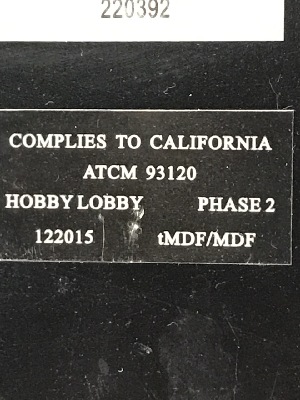 220392
COMPLIES TO CALIFORNIA
ATCM 93120
HOBBY LOBBY PHASE 2
122015 tMDF/MDF